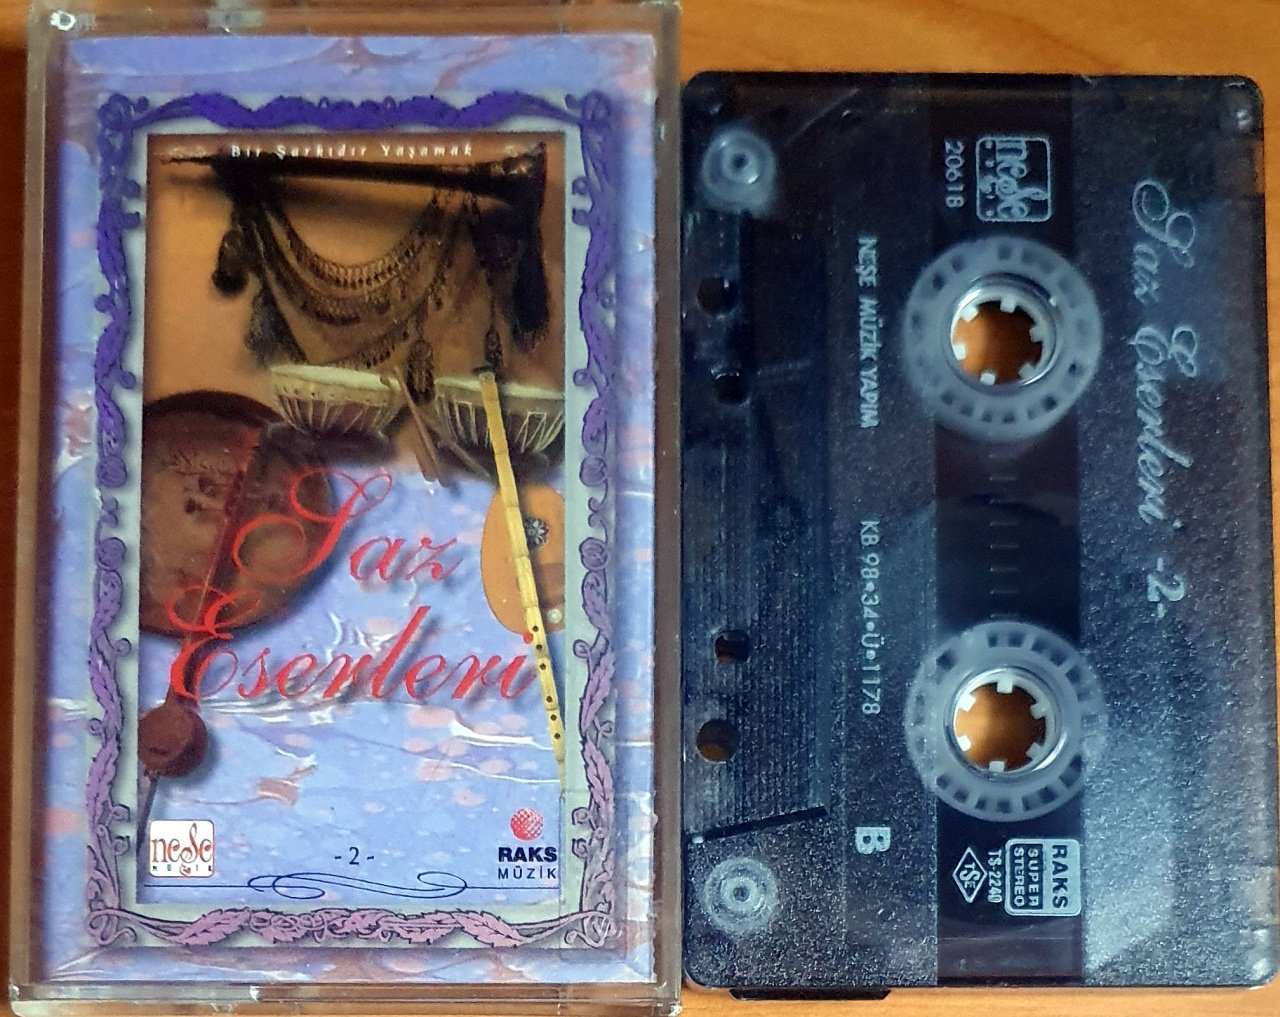 Bir Şarkıdır Yaşamak
Saz
Eserleri
neşe
MÜZİK
-2-
RAKS
MÜZİK
Saz Eserleri -2-
neşe
20618
NEŞE MÜZİK YAPIM
KB 98•34•Ü•1178
B
RAKS
SUPER
STEREO
TS-2240
TSE